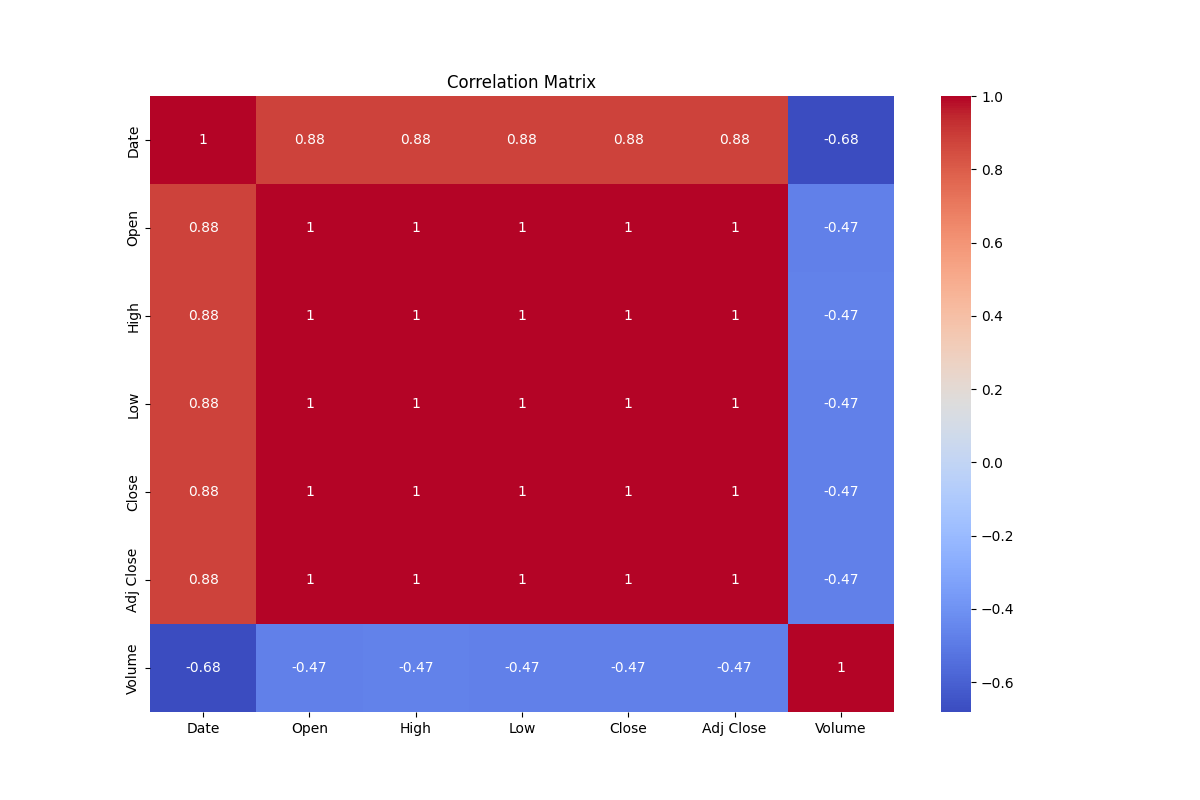 Correlation Matrix
Date 1 0.88 0.88 0.88 0.88 0.88 -0.68
Open 0.88 1 1 1 1 1 -0.47
High 0.88 1 1 1 1 1 -0.47
Low 0.88 1 1 1 1 1 -0.47
Close 0.88 1 1 1 1 1 -0.47
Adj Close 0.88 1 1 1 1 1 -0.47
Volume -0.68 -0.47 -0.47 -0.47 -0.47 -0.47 1
Date Open High Low Close Adj Close Volume
1.0
0.8
0.6
0.4
0.2
0.0
−0.2
−0.4
−0.6